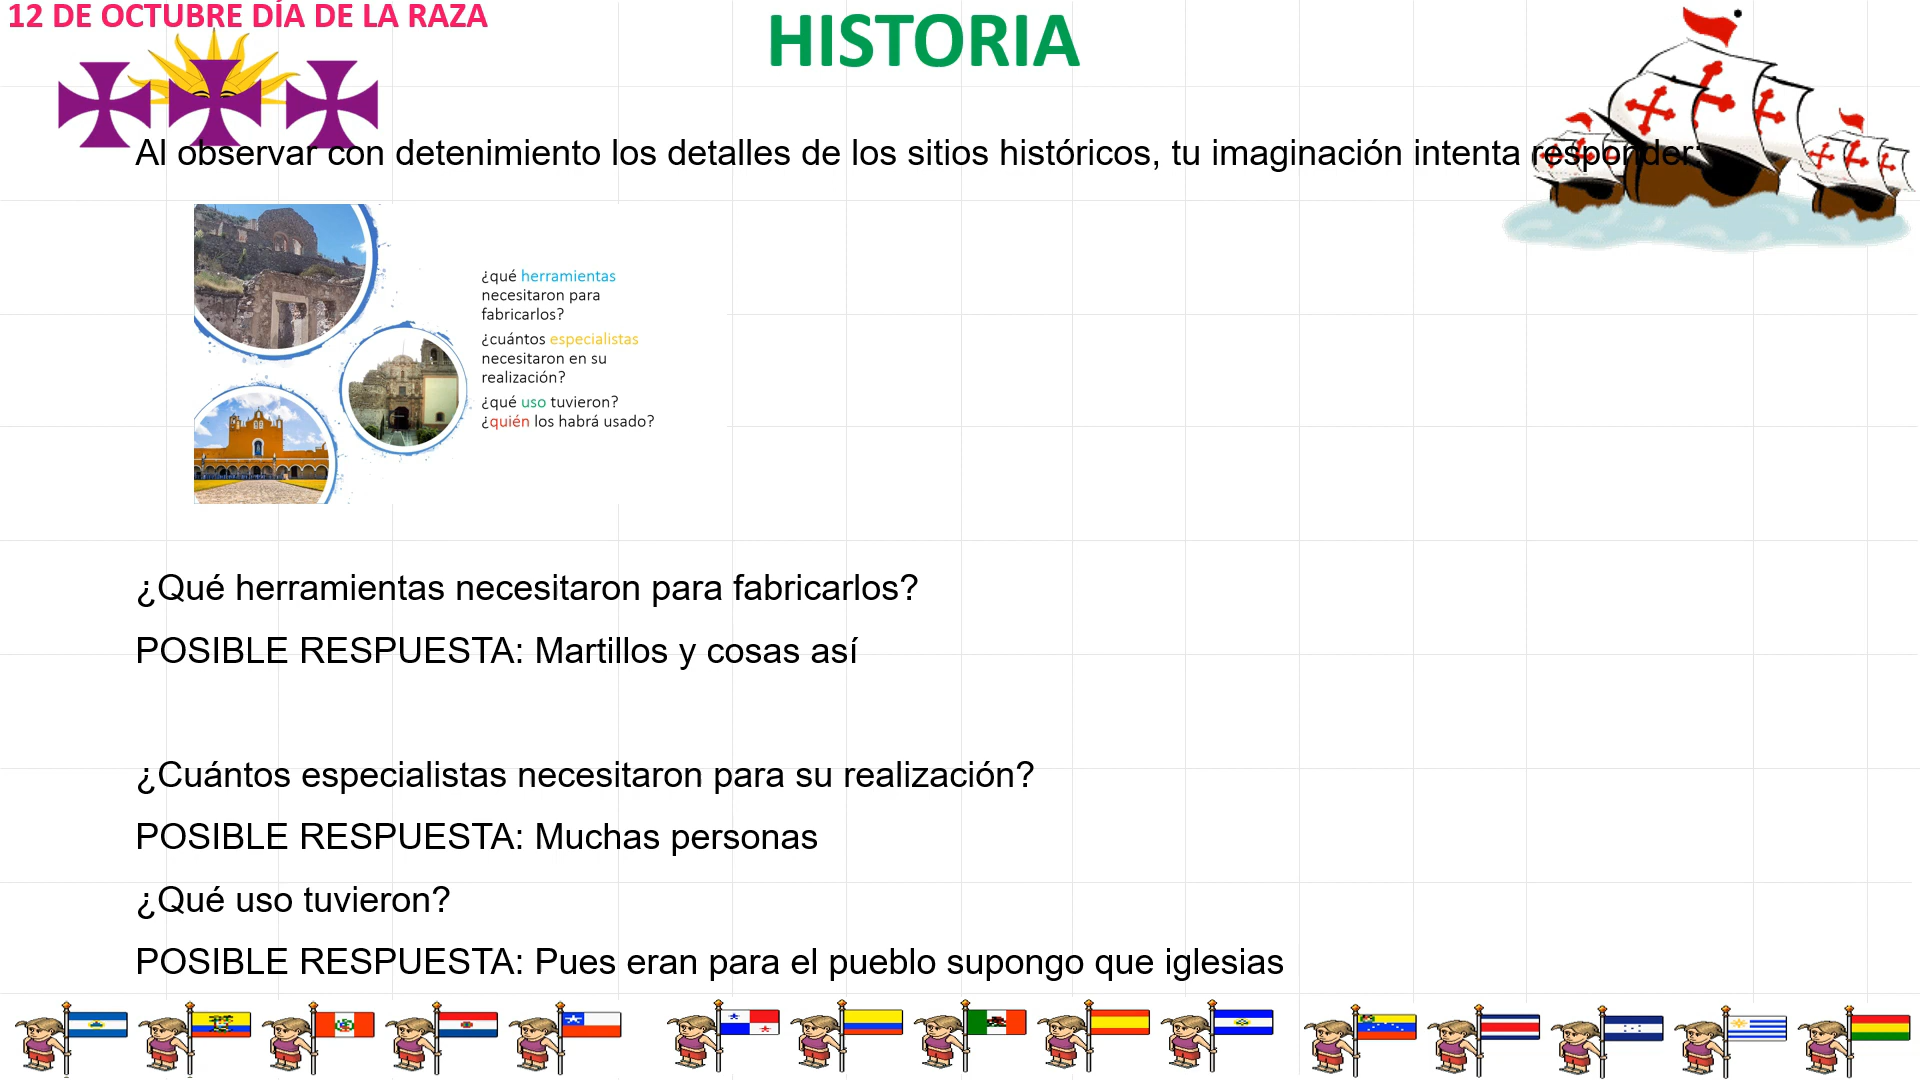 12 DE OCTUBRE DÍA DE LA RAZA
HISTORIA
Al observar con detenimiento los detalles de los sitios históricos, tu imaginación intenta responder:
¿qué herramientas
necesitaron para
fabricarlos?
¿cuántos especialistas
necesitaron en su
realización?
¿qué uso tuvieron?
¿quién los habrá usado?
¿Qué herramientas necesitaron para fabricarlos?
POSIBLE RESPUESTA: Martillos y cosas así
¿Cuántos especialistas necesitaron para su realización?
POSIBLE RESPUESTA: Muchas personas
¿Qué uso tuvieron?
POSIBLE RESPUESTA: Pues eran para el pueblo supongo que iglesias